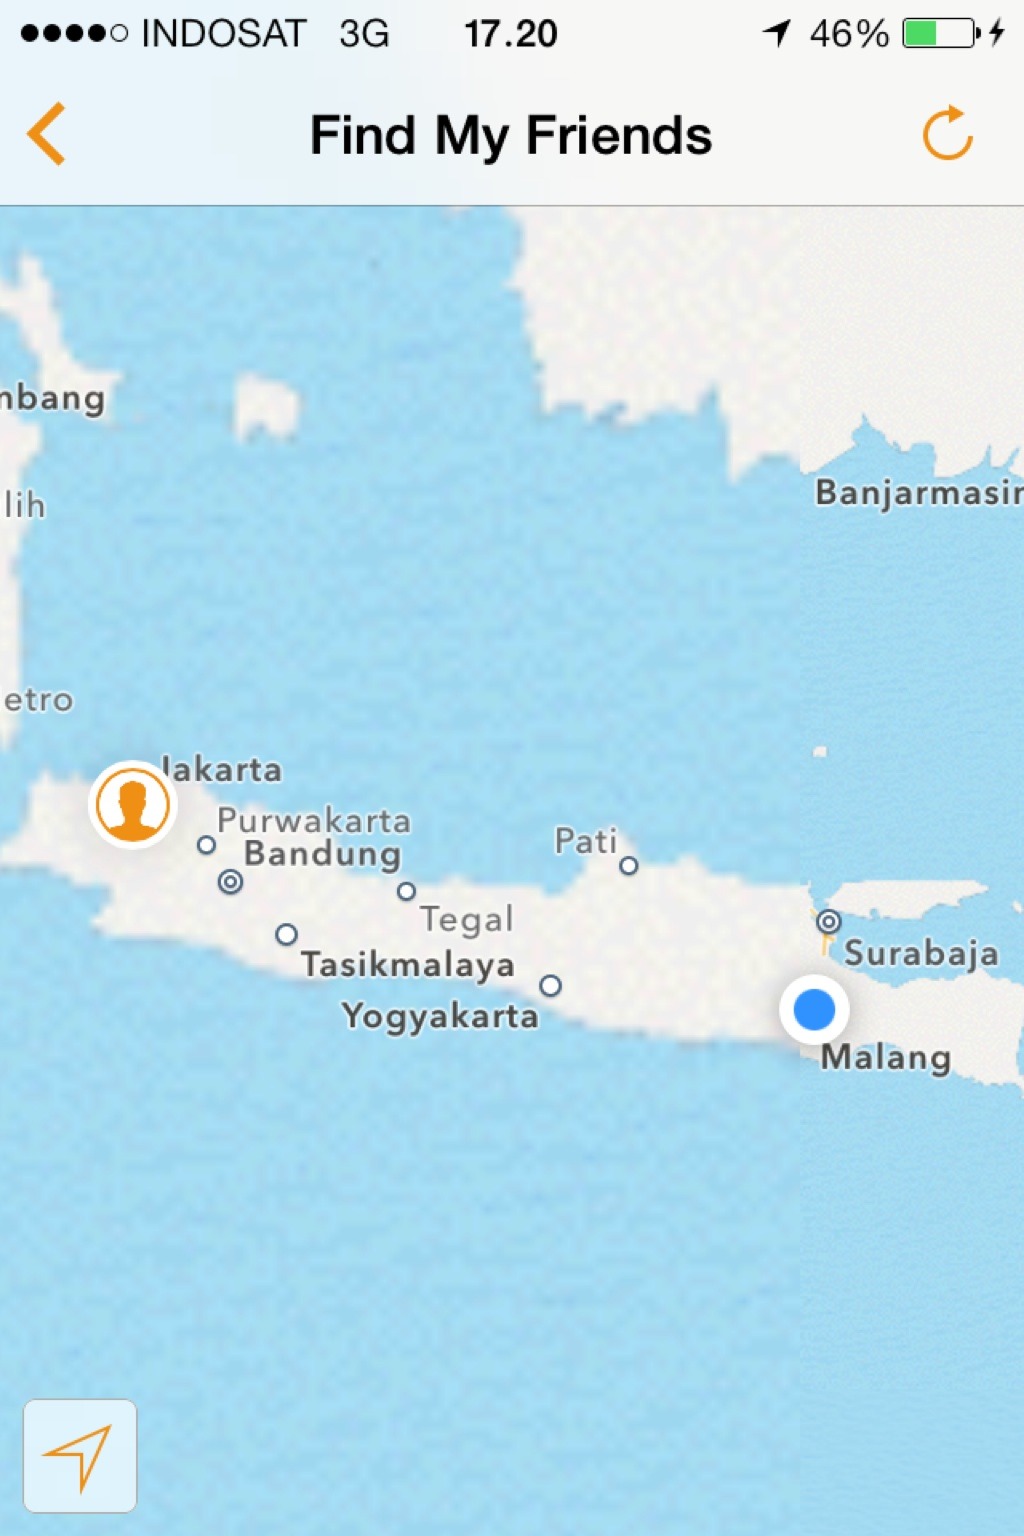 INDOSAT 3G 17.20 46%
Find My Friends
nbang
Banjarmasin
lih
etro
Jakarta
Purwakarta
Bandung
Pati
Tegal
Surabaja
Tasikmalaya
Yogyakarta
Malang